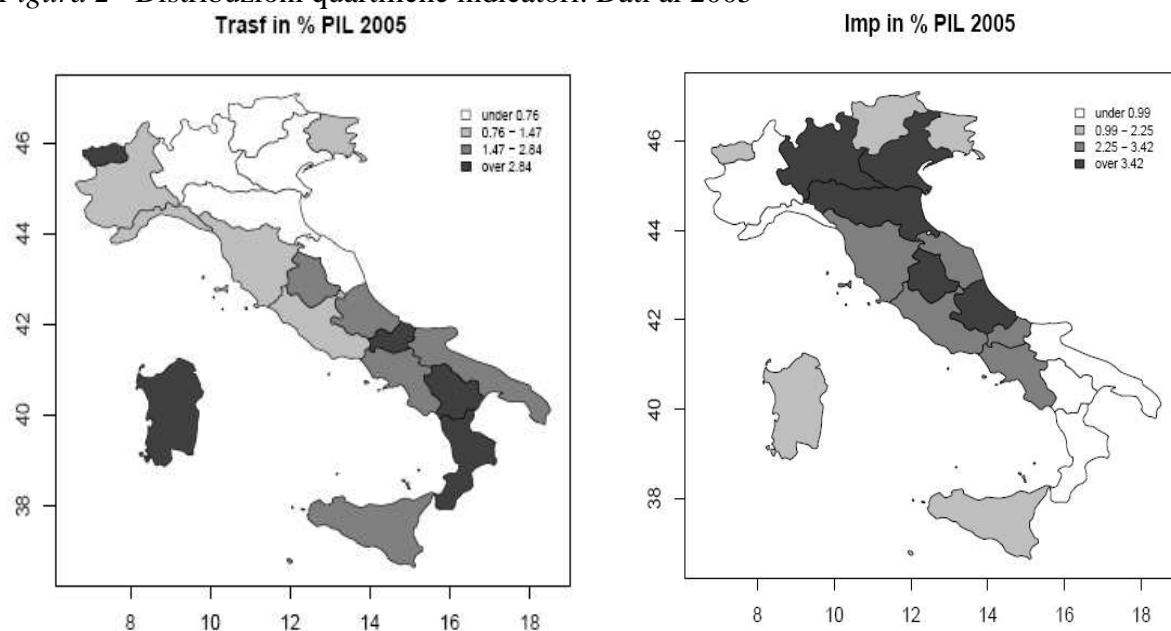 Figura 2 - Distribuzioni quartiliche indicatori. Dati al 2005
Trasf in % PIL 2005
under 0.76
0.76 – 1.47
1.47 – 2.84
over 2.84
46
44
42
40
38
8 10 12 14 16 18
Imp in % PIL 2005
under 0.99
0.99 – 2.25
2.25 – 3.42
over 3.42
46
44
42
40
38
8 10 12 14 16 18